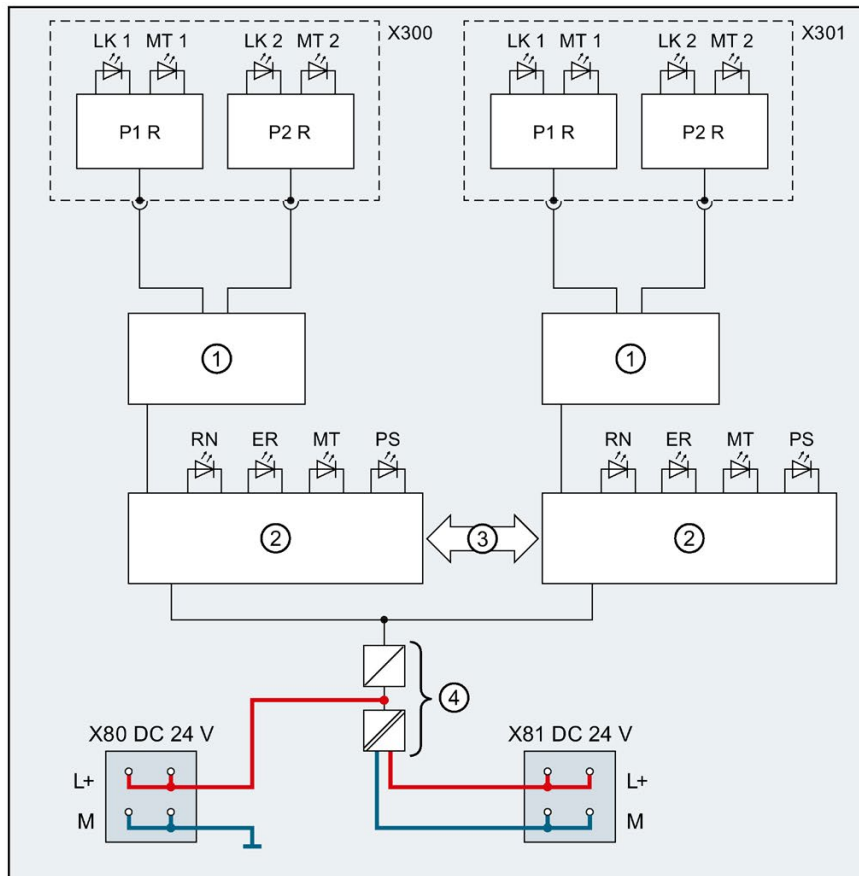 LK 1 MT 1 LK 2 MT 2 X300
P1 R P2 R
LK 1 MT 1 LK 2 MT 2 X301
P1 R P2 R
1
1
RN ER MT PS
RN ER MT PS
2
3
2
4
X80 DC 24 V
L+
M
X81 DC 24 V
L+
M